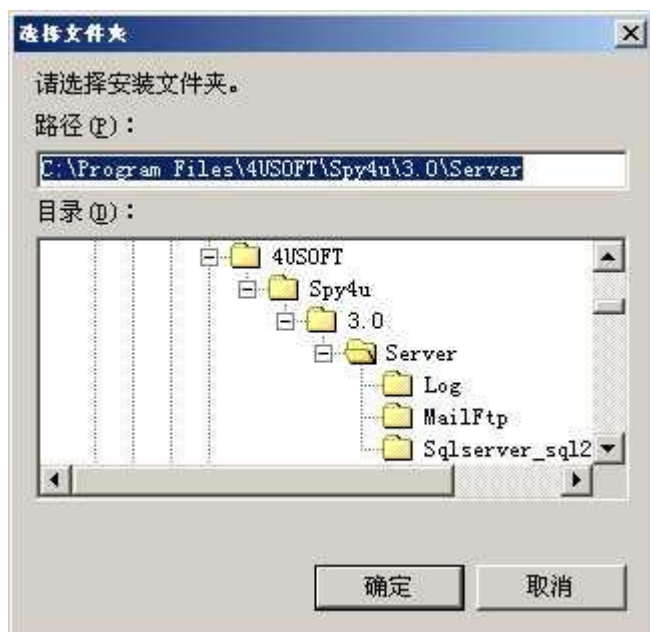 选择文件夹
请选择安装文件夹。
路径(P):
C:\Program Files\4USOFT\Spy4u\3.0\Server
目录(D):
4USOFT
Spy4u
3.0
Server
Log
MailFtp
Sqlserver_sql2
确定 取消